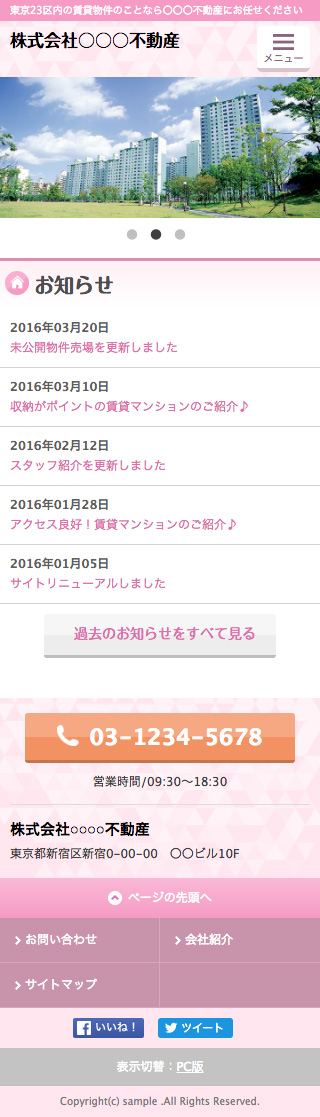 東京23区内の賃貸物件のことなら〇〇〇不動産にお任せください
株式会社〇〇〇不動産
メニュー
お知らせ
2016年03月20日
未公開物件売場を更新しました
2016年03月10日
収納がポイントの賃貸マンションのご紹介♪
2016年02月12日
スタッフ紹介を更新しました
2016年01月28日
アクセス良好！賃貸マンションのご紹介♪
2016年01月05日
サイトリニューアルしました
過去のお知らせをすべて見る
03-1234-5678
営業時間/09:30〜18:30
株式会社○○○○不動産
東京都新宿区新宿0-00-00　〇〇ビル10F
ページの先頭へ
お問い合わせ
会社紹介
サイトマップ
いいね！
ツイート
表示切替：PC版
Copyright(c) sample .All Rights Reserved.